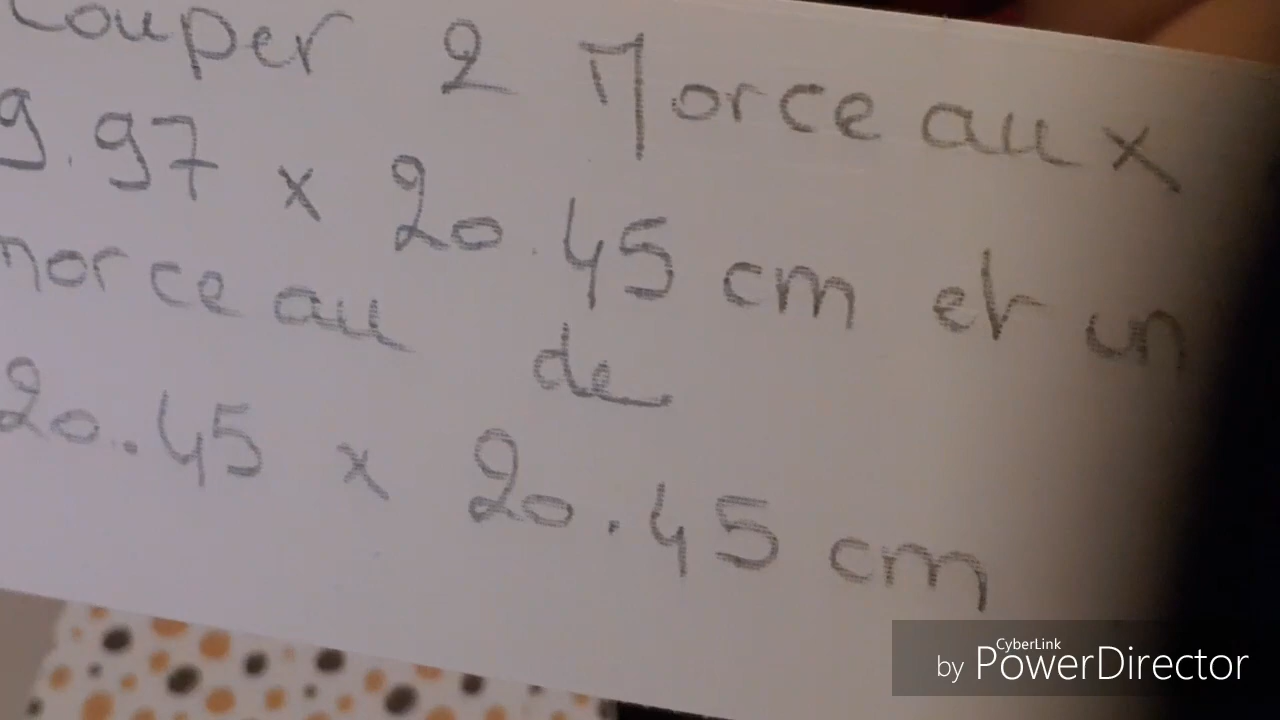 Couper 2 Morceaux
9.97 x 20.45 cm et un
morceau de
20.45 x 20.45 cm
CyberLink
by PowerDirector